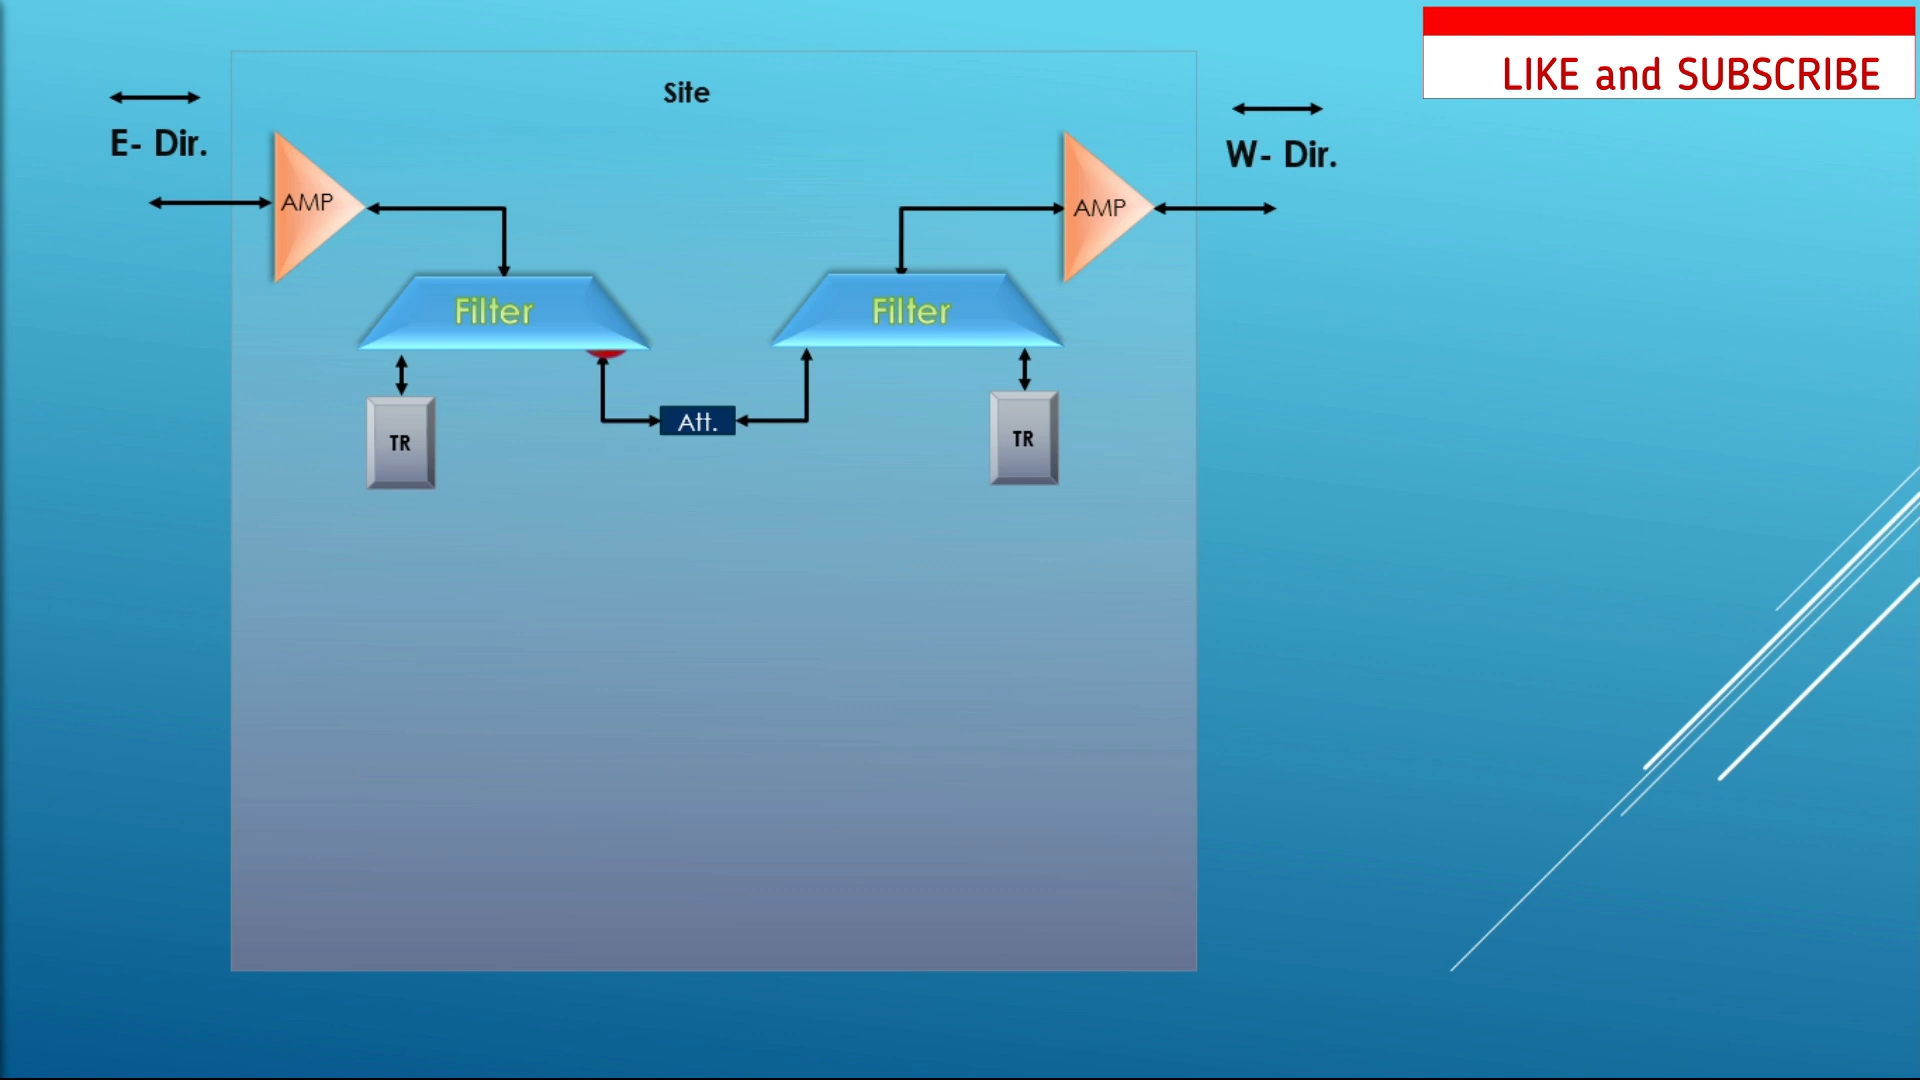 LIKE and SUBSCRIBE
Site
E- Dir.
W- Dir.
AMP
AMP
Filter
Filter
Att.
TR
TR